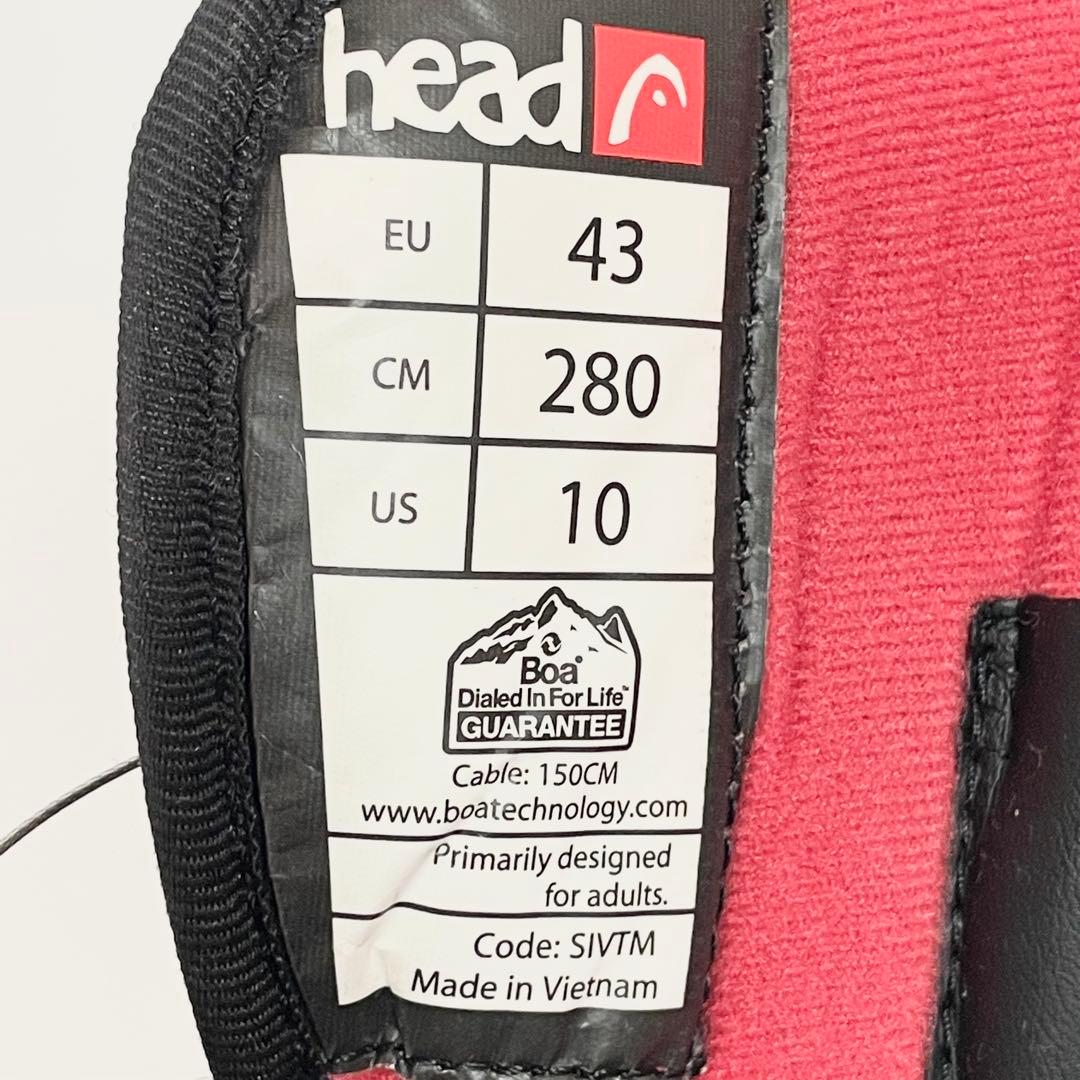 head
EU 43
CM 280
US 10
Boa®
Dialed In For Life™
GUARANTEE
Cable: 150CM
www.boatechnology.com
Primarily designed
for adults.
Code: SIVTM
Made in Vietnam